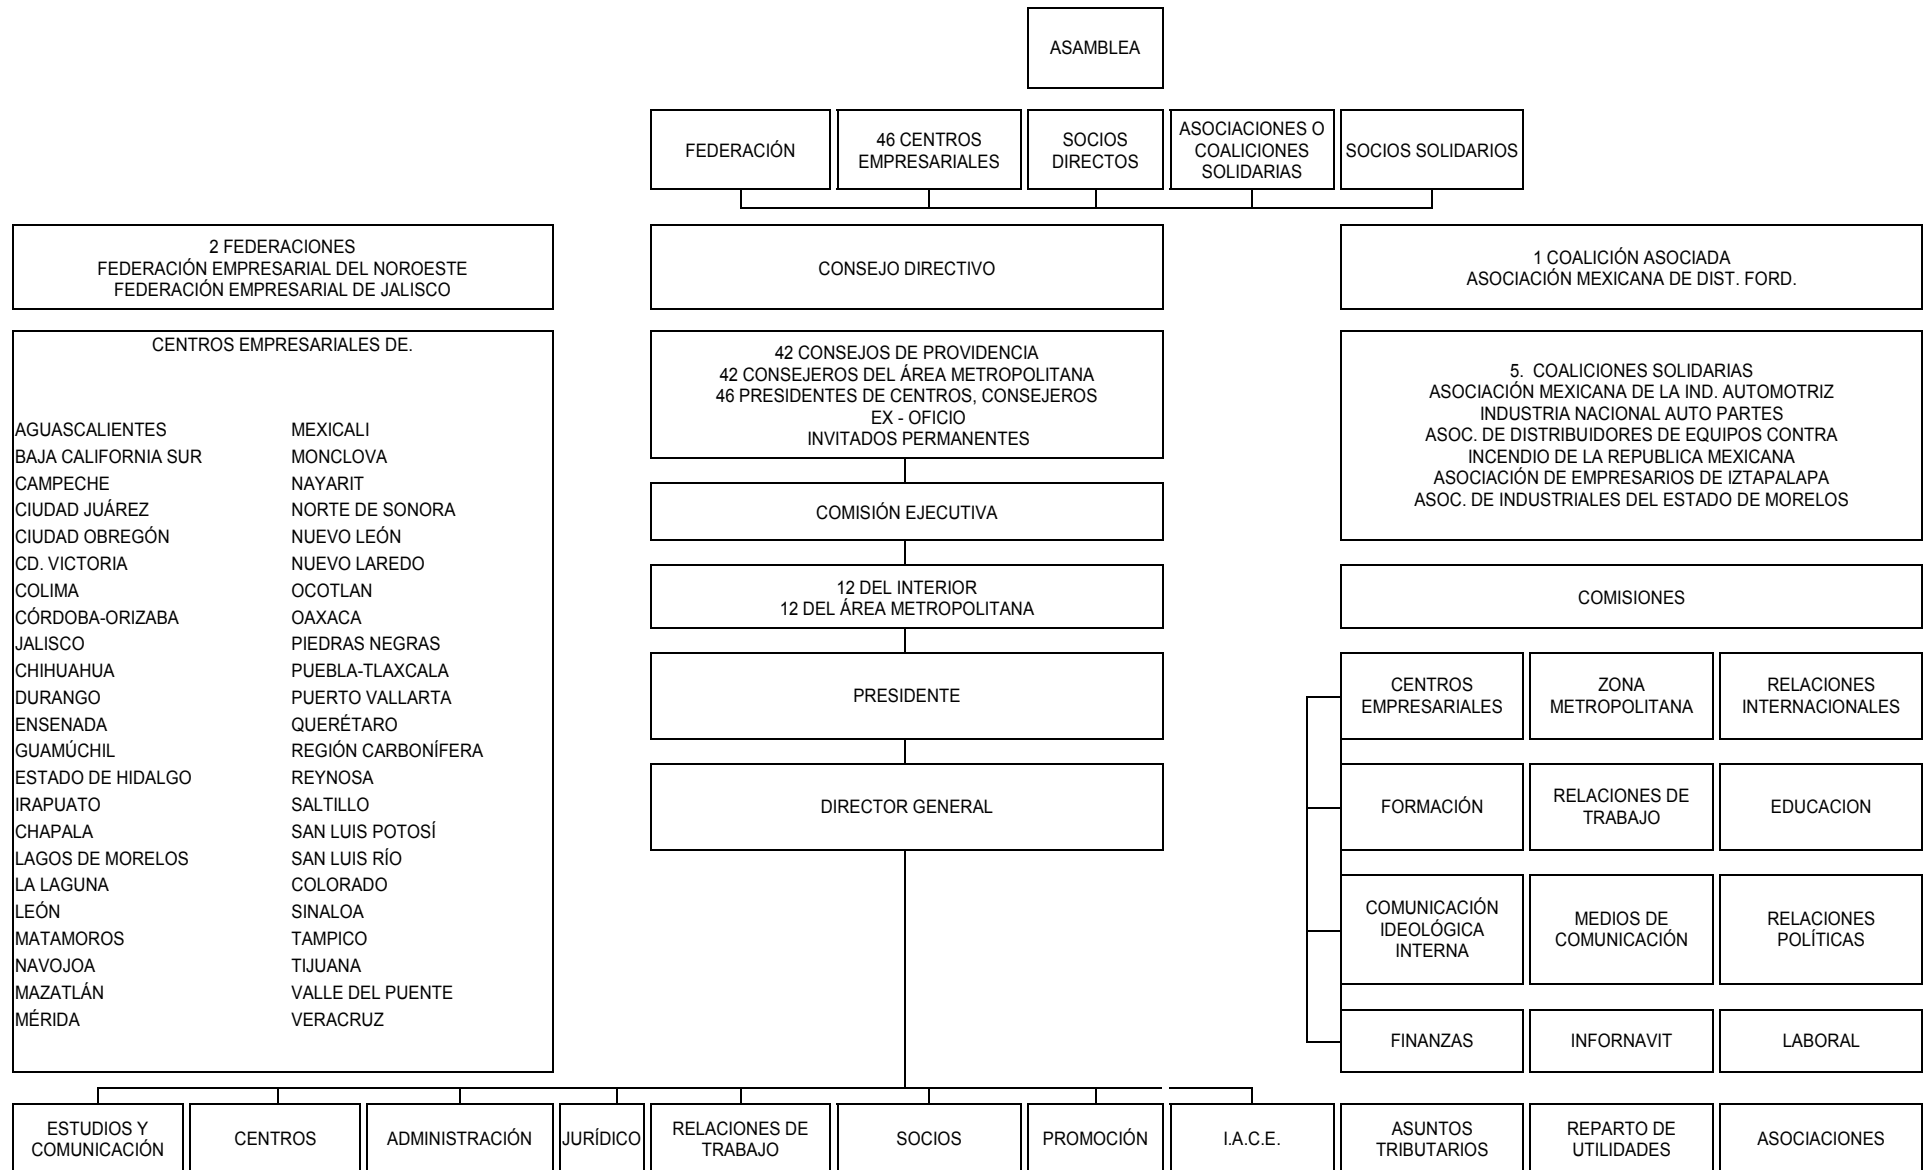 ASAMBLEA
FEDERACIÓN
46 CENTROS
EMPRESARIALES
SOCIOS
DIRECTOS
ASOCIACIONES O
COALICIONES
SOLIDARIAS
SOCIOS SOLIDARIOS
2 FEDERACIONES
FEDERACIÓN EMPRESARIAL DEL NOROESTE
FEDERACIÓN EMPRESARIAL DE JALISCO
CONSEJO DIRECTIVO
1 COALICIÓN ASOCIADA
ASOCIACIÓN MEXICANA DE DIST. FORD.
CENTROS EMPRESARIALES DE.
AGUASCALIENTES
BAJA CALIFORNIA SUR
CAMPECHE
CIUDAD JUÁREZ
CIUDAD OBREGÓN
CD. VICTORIA
COLIMA
CÓRDOBA-ORIZABA
JALISCO
CHIHUAHUA
DURANGO
ENSENADA
GUAMÚCHIL
ESTADO DE HIDALGO
IRAPUATO
CHAPALA
LAGOS DE MORELOS
LA LAGUNA
LEÓN
MATAMOROS
NAVOJOA
MAZATLÁN
MÉRIDA
MEXICALI
MONCLOVA
NAYARIT
NORTE DE SONORA
NUEVO LEÓN
NUEVO LAREDO
OCOTLAN
OAXACA
PIEDRAS NEGRAS
PUEBLA-TLAXCALA
PUERTO VALLARTA
QUERÉTARO
REGIÓN CARBONÍFERA
REYNOSA
SALTILLO
SAN LUIS POTOSÍ
SAN LUIS RÍO
COLORADO
SINALOA
TAMPICO
TIJUANA
VALLE DEL PUENTE
VERACRUZ
42 CONSEJOS DE PROVIDENCIA
42 CONSEJEROS DEL ÁREA METROPOLITANA
46 PRESIDENTES DE CENTROS, CONSEJEROS
EX - OFICIO
INVITADOS PERMANENTES
COMISIÓN EJECUTIVA
12 DEL INTERIOR
12 DEL ÁREA METROPOLITANA
PRESIDENTE
DIRECTOR GENERAL
5. COALICIONES SOLIDARIAS
ASOCIACIÓN MEXICANA DE LA IND. AUTOMOTRIZ
INDUSTRIA NACIONAL AUTO PARTES
ASOC. DE DISTRIBUIDORES DE EQUIPOS CONTRA
INCENDIO DE LA REPUBLICA MEXICANA
ASOCIACIÓN DE EMPRESARIOS DE IZTAPALAPA
ASOC. DE INDUSTRIALES DEL ESTADO DE MORELOS
COMISIONES
CENTROS
EMPRESARIALES
ZONA
METROPOLITANA
RELACIONES
INTERNACIONALES
FORMACIÓN
RELACIONES DE
TRABAJO
EDUCACION
COMUNICACIÓN
IDEOLÓGICA
INTERNA
MEDIOS DE
COMUNICACIÓN
RELACIONES
POLÍTICAS
FINANZAS
INFORNAVIT
LABORAL
ESTUDIOS Y
COMUNICACIÓN
CENTROS
ADMINISTRACIÓN
JURÍDICO
RELACIONES DE
TRABAJO
SOCIOS
PROMOCIÓN
I.A.C.E.
ASUNTOS
TRIBUTARIOS
REPARTO DE
UTILIDADES
ASOCIACIONES